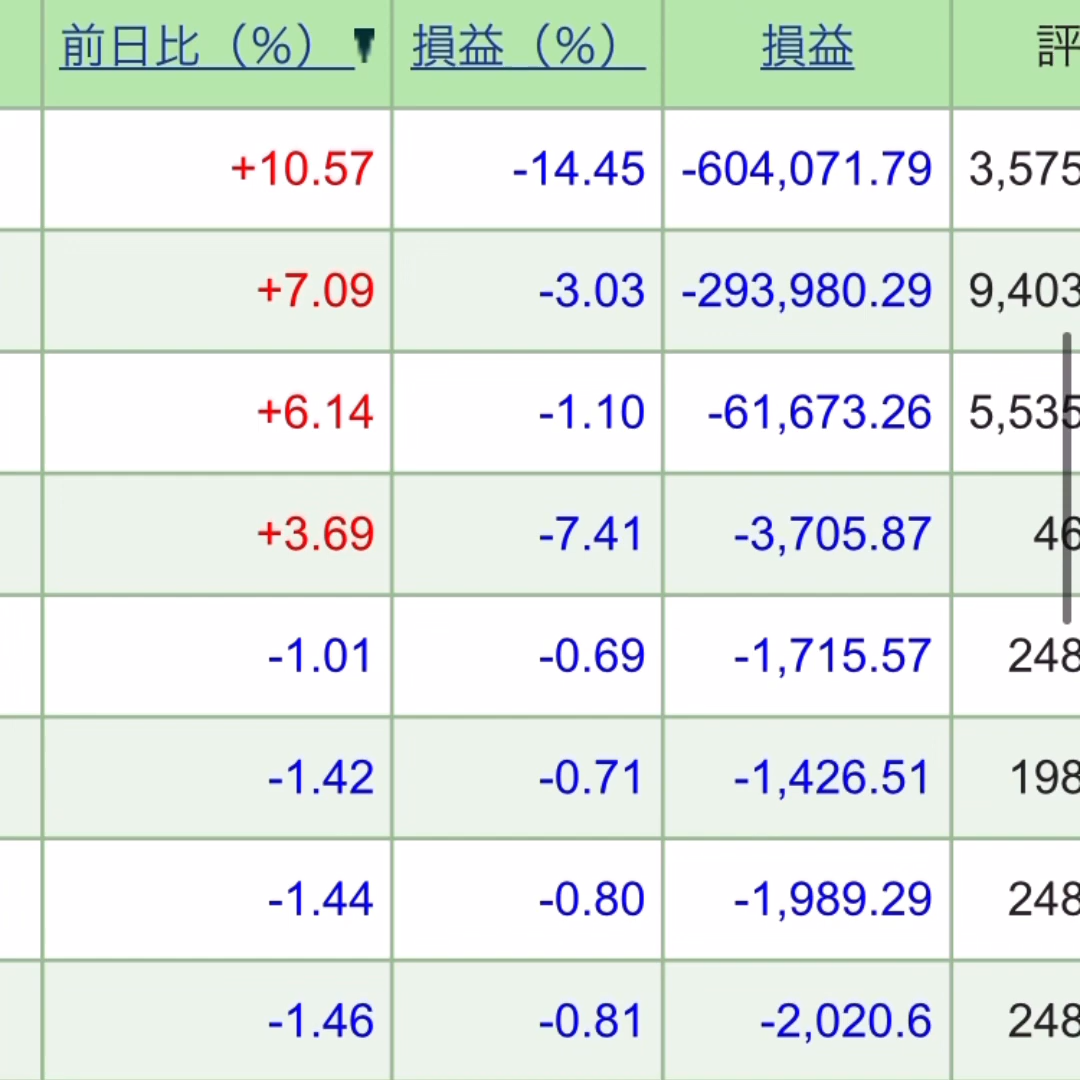 前日比（%） ▼ 損益（%） 損益 評
+10.57 -14.45 -604,071.79 3,575
+7.09 -3.03 -293,980.29 9,403
+6.14 -1.10 -61,673.26 5,535
+3.69 -7.41 -3,705.87 46
-1.01 -0.69 -1,715.57 248
-1.42 -0.71 -1,426.51 198
-1.44 -0.80 -1,989.29 248
-1.46 -0.81 -2,020.6 248